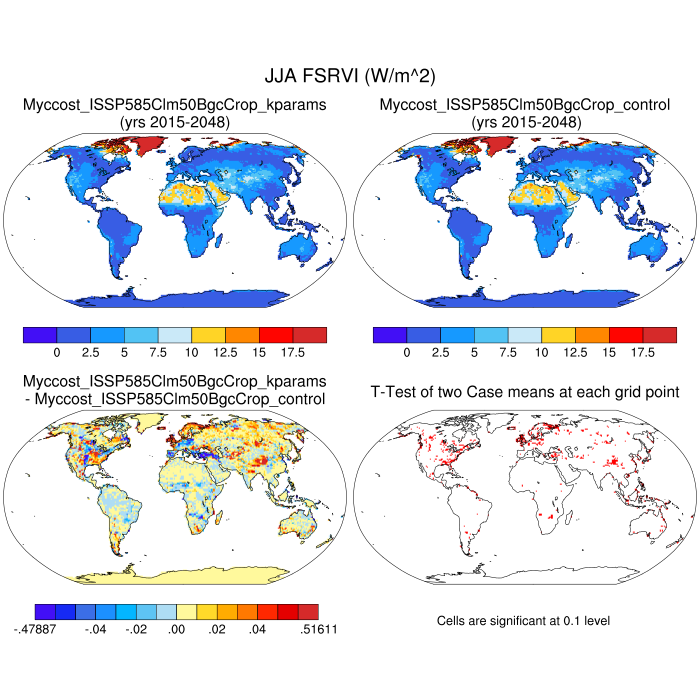 JJA FSRVI (W/m^2)
Myccost_ISSP585Clm50BgcCrop_kparams
(yrs 2015-2048)
Myccost_ISSP585Clm50BgcCrop_control
(yrs 2015-2048)
0 2.5 5 7.5 10 12.5 15 17.5
0 2.5 5 7.5 10 12.5 15 17.5
Myccost_ISSP585Clm50BgcCrop_kparams
- Myccost_ISSP585Clm50BgcCrop_control
T-Test of two Case means at each grid point
-.47887 -.04 -.02 .00 .02 .04 .51611
Cells are significant at 0.1 level